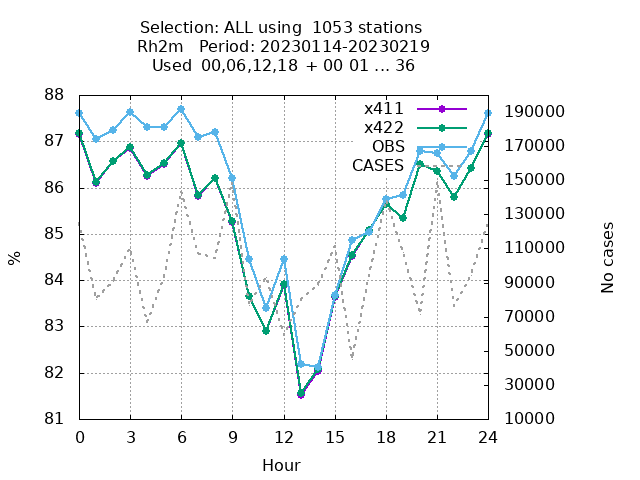 Selection: ALL using  1053 stations
Rh2m   Period: 20230114-20230219
Used  00,06,12,18 + 00 01 ... 36
88
87
86
85
84
83
82
81
%
x411
x422
OBS
CASES
190000
170000
150000
130000
110000
90000
70000
50000
30000
10000
No cases
0 3 6 9 12 15 18 21 24
Hour